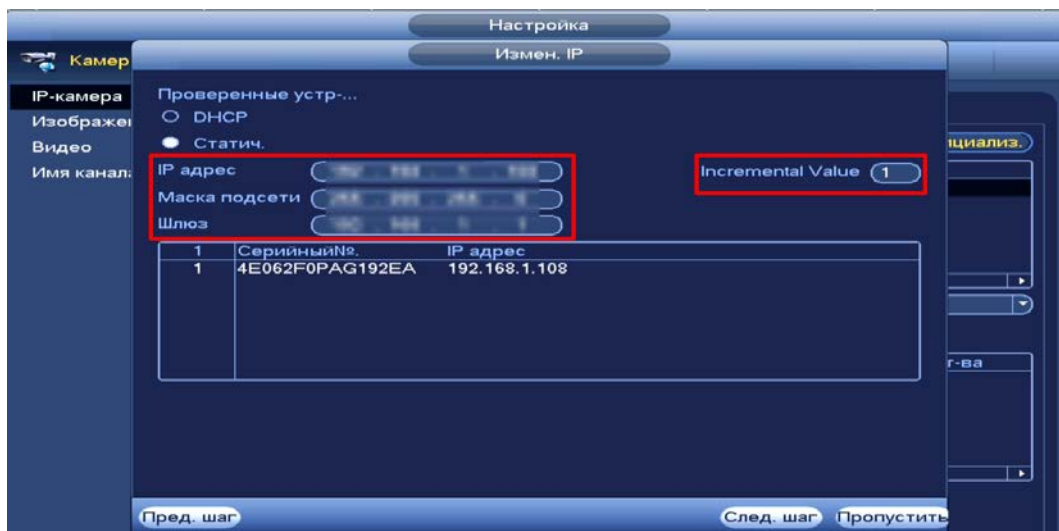 Настройка
Измен. IP
Камер
IP-камера
Изображе
Видео
Имя канал
Проверенные устр-...
DHCP
Статич.
IP адрес
Маска подсети
Шлюз
Incremental Value 1
циализ.)
1 Серийный№. IP адрес
1 4E062F0PAG192EA 192.168.1.108
т-ва
Пред. шаг След. шаг Пропустить